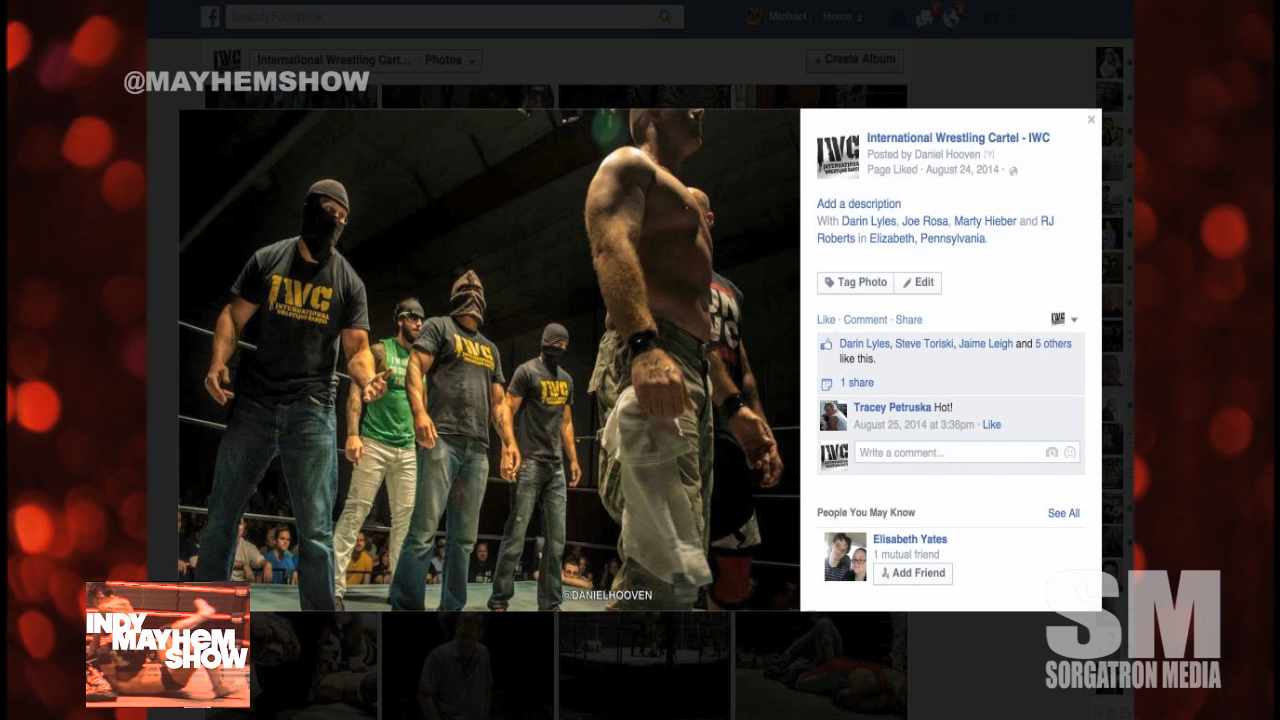 Search Facebook
Michael
Home 2
International Wrestling Cart... Photos
Create Album
@MAYHEMSHOW
International Wrestling Cartel - IWC
Posted by Daniel Hooven [?]
Page Liked · August 24, 2014 ·
Add a description
With Darin Lyles, Joe Rosa, Marty Hieber and RJ
Roberts in Elizabeth, Pennsylvania.
Tag Photo Edit
Like · Comment · Share
Darin Lyles, Steve Toriski, Jaime Leigh and 5 others
like this.
1 share
Tracey Petruska Hot!
August 25, 2014 at 3:36pm · Like
Write a comment...
People You May Know See All
Elisabeth Yates
1 mutual friend
Add Friend
IWC
INTERNATIONAL
WRESTLING CARTEL
IWC
IWC
@DANIELHOOVEN
INDY
MAYHEM
SHOW
SM
SORGATRON MEDIA